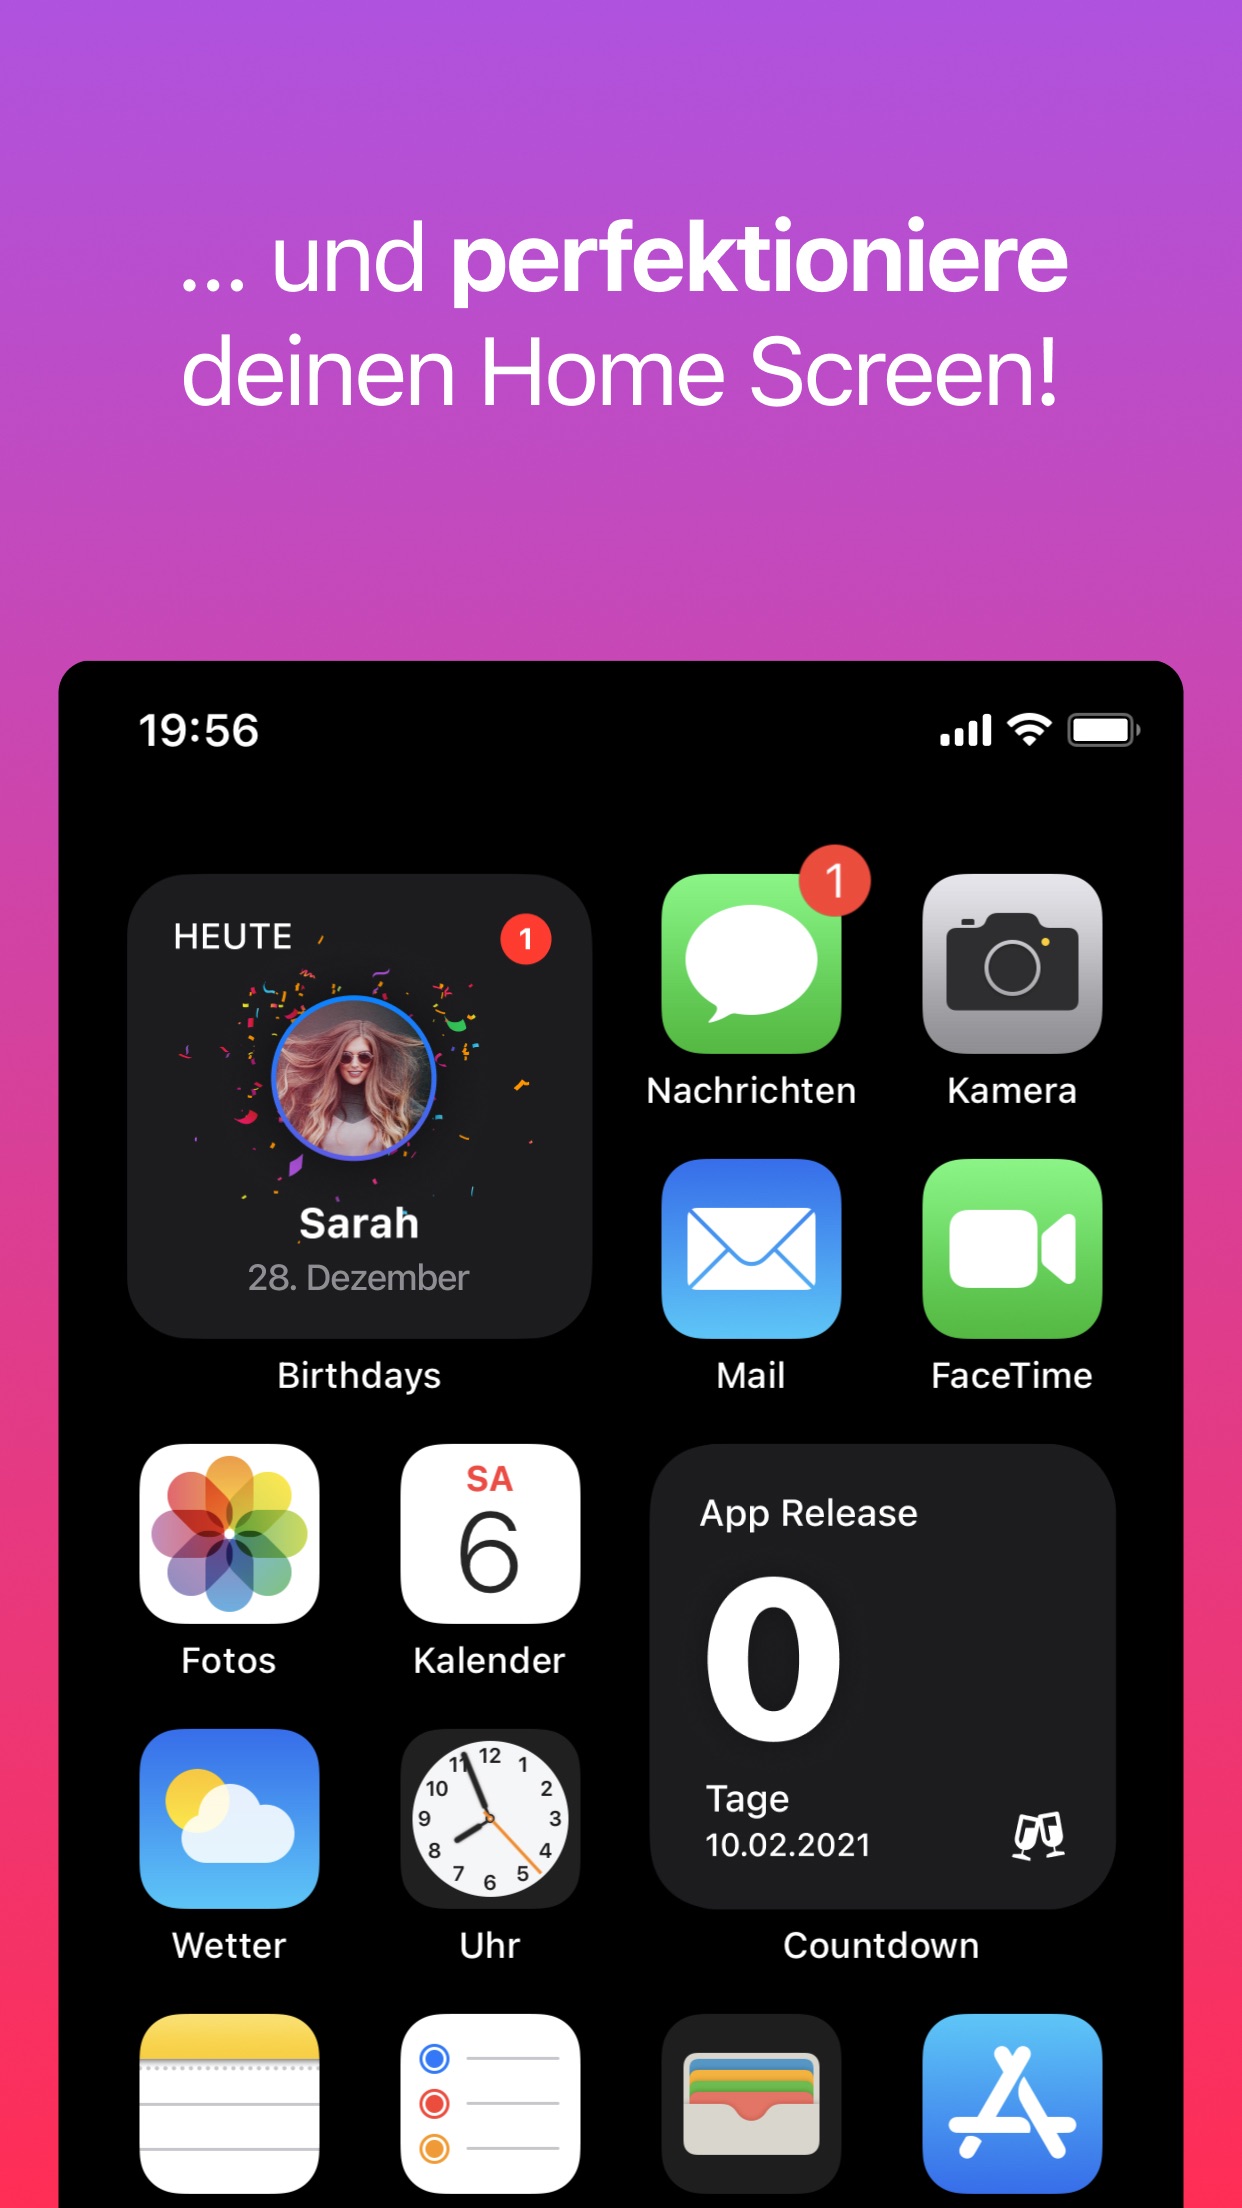 ... und perfektioniere
deinen Home Screen!
19:56
HEUTE
1
Sarah
28. Dezember
Birthdays
1
Nachrichten
Kamera
Mail
FaceTime
Fotos
SA
6
Kalender
App Release
0
Tage
10.02.2021
Countdown
Wetter
12
1
2
3
4
5
6
7
8
9
10
11
Uhr